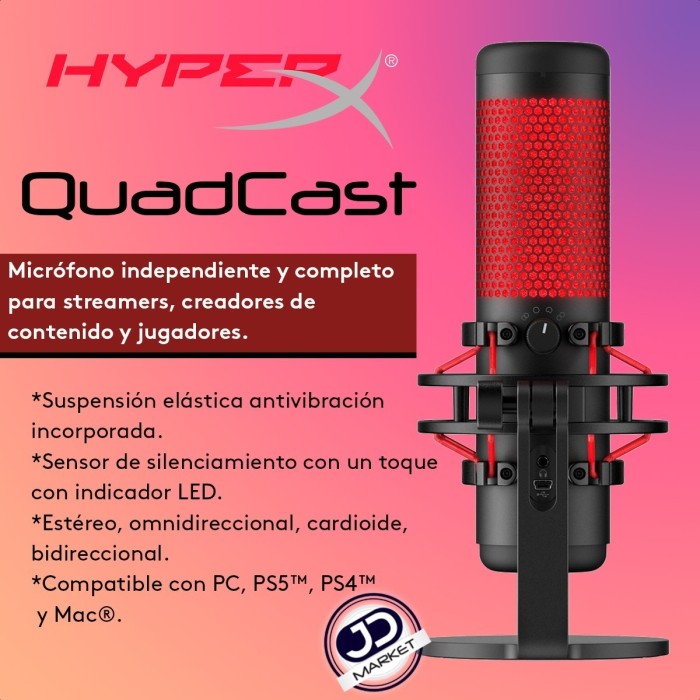 HYPERX®
QuadCast
Micrófono independiente y completo
para streamers, creadores de
contenido y jugadores.
*Suspensión elástica antivibración
incorporada.
*Sensor de silenciamiento con un toque
con indicador LED.
*Estéreo, omnidireccional, cardioide,
bidireccional.
*Compatible con PC, PS5™, PS4™
y Mac®.
JD
MARKET